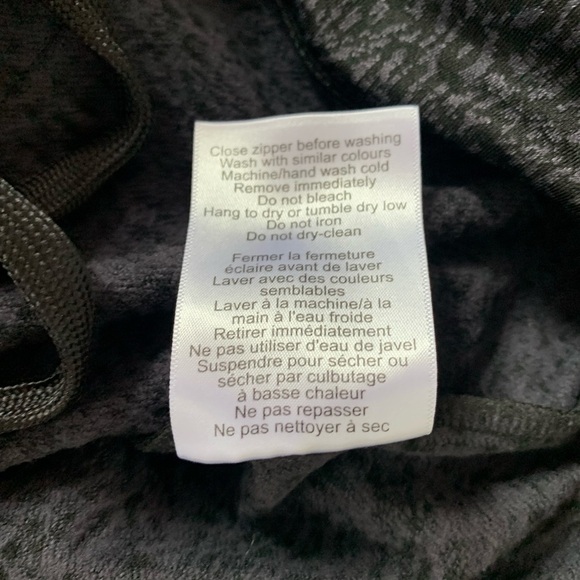 Close zipper before washing
Wash with similar colours
Machine/hand wash cold
Remove immediately
Do not bleach
Hang to dry or tumble dry low
Do not iron
Do not dry-clean
Fermer la fermeture
éclaire avant de laver
Laver avec des couleurs
semblables
Laver à la machine/à la
main à l'eau froide
Retirer immédiatement
Ne pas utiliser d'eau de javel
Suspendre pour sécher ou
sécher par culbutage
à basse chaleur
Ne pas repasser
Ne pas nettoyer à sec